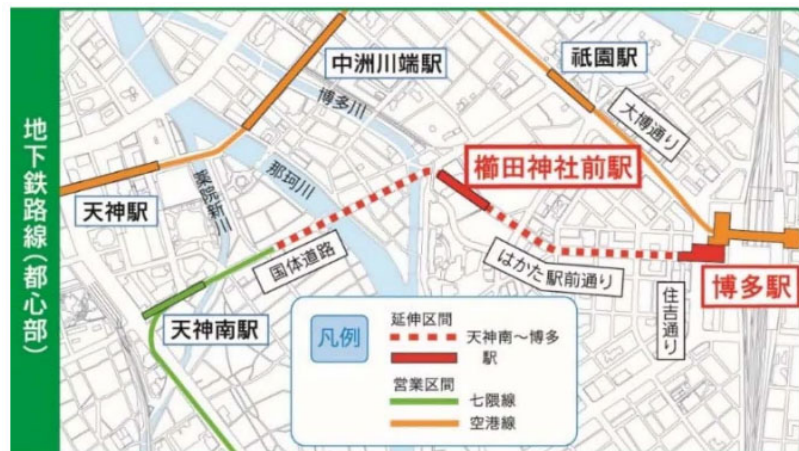 地下鉄路線(都心部)
中洲川端駅
祇園駅
博多川
大博通り
櫛田神社前駅
那珂川
薬院新川
天神駅
国体道路
はかた駅前通り
博多駅
住吉通り
天神南駅
凡例
延伸区間
天神南～博多
駅
営業区間
七隈線
空港線